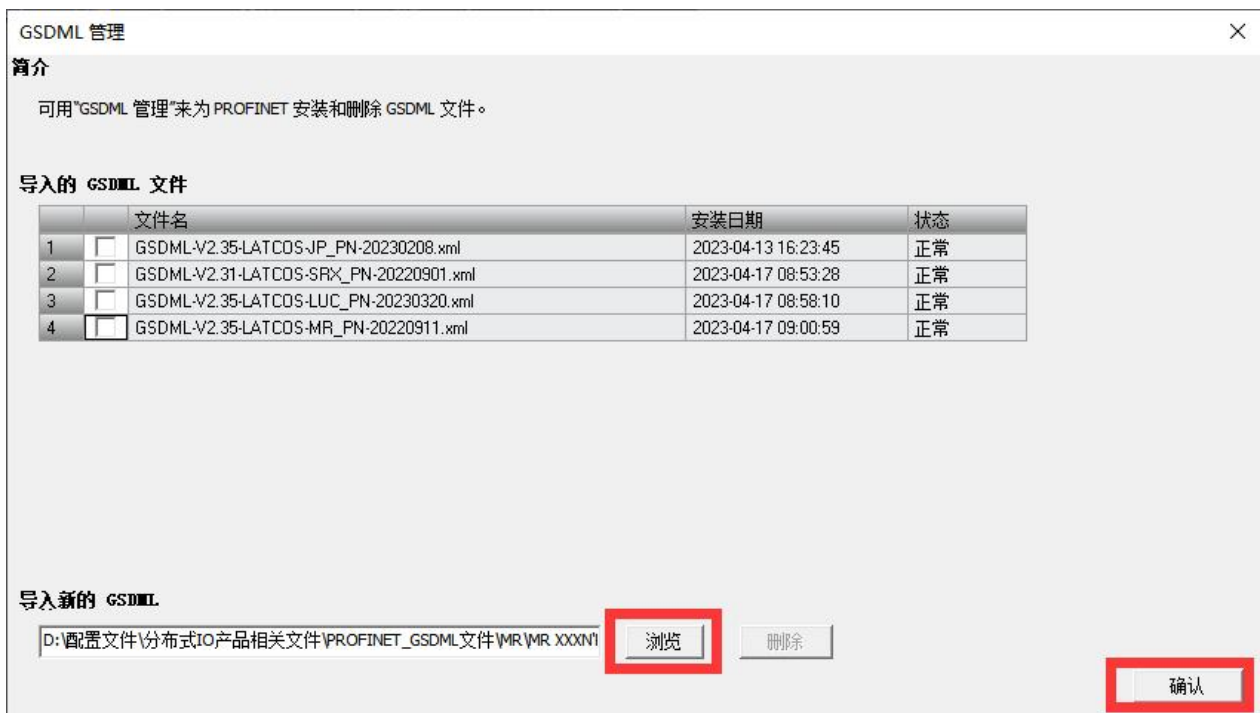 GSDML 管理
简介
可用"GSDML 管理"来为 PROFINET 安装和删除 GSDML 文件。
导入的 GSDML 文件
文件名 安装日期 状态
1 GSDML-V2.35-LATCOS-JP_PN-20230208.xml 2023-04-13 16:23:45 正常
2 GSDML-V2.31-LATCOS-SRX_PN-20220901.xml 2023-04-17 08:53:28 正常
3 GSDML-V2.35-LATCOS-LUC_PN-20230320.xml 2023-04-17 08:58:10 正常
4 GSDML-V2.35-LATCOS-MR_PN-20220911.xml 2023-04-17 09:00:59 正常
导入新的 GSDML
D:\配置文件\分布式IO产品相关文件\PROFINET_GSDML文件\MR\MR XXXN 浏览 删除
确认